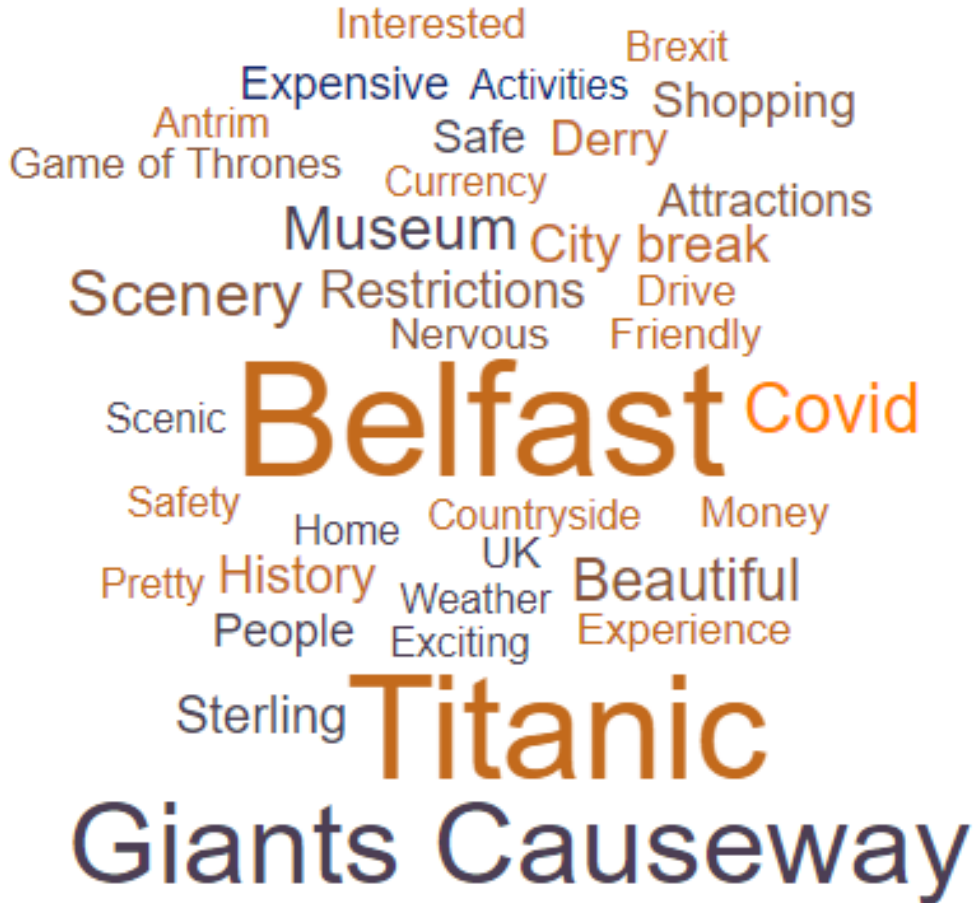 Interested
Brexit
Expensive Activities
Shopping
Antrim
Safe Derry
Game of Thrones
Currency
Attractions
Museum City break
Scenery Restrictions Drive
Nervous Friendly
Scenic Belfast Covid
Safety
Home Countryside Money
UK
Pretty History Weather Beautiful
People Exciting Experience
Sterling Titanic
Giants Causeway